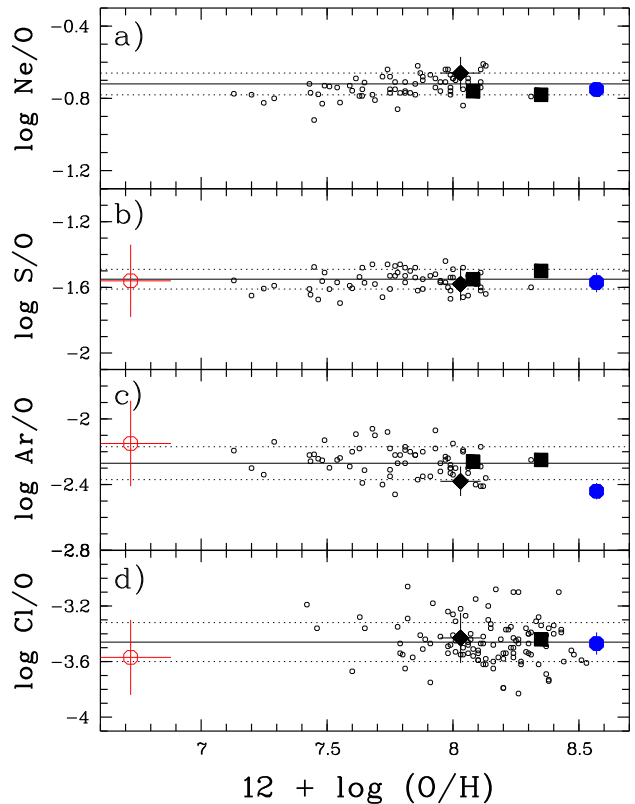 a)
log Ne/O
-0.4
-0.8
-1.2
b)
log S/O
-1.2
-1.6
-2
c)
log Ar/O
-2
-2.4
-2.8
d)
log Cl/O
-3.2
-3.6
-4
7 7.5 8 8.5
12 + log (O/H)